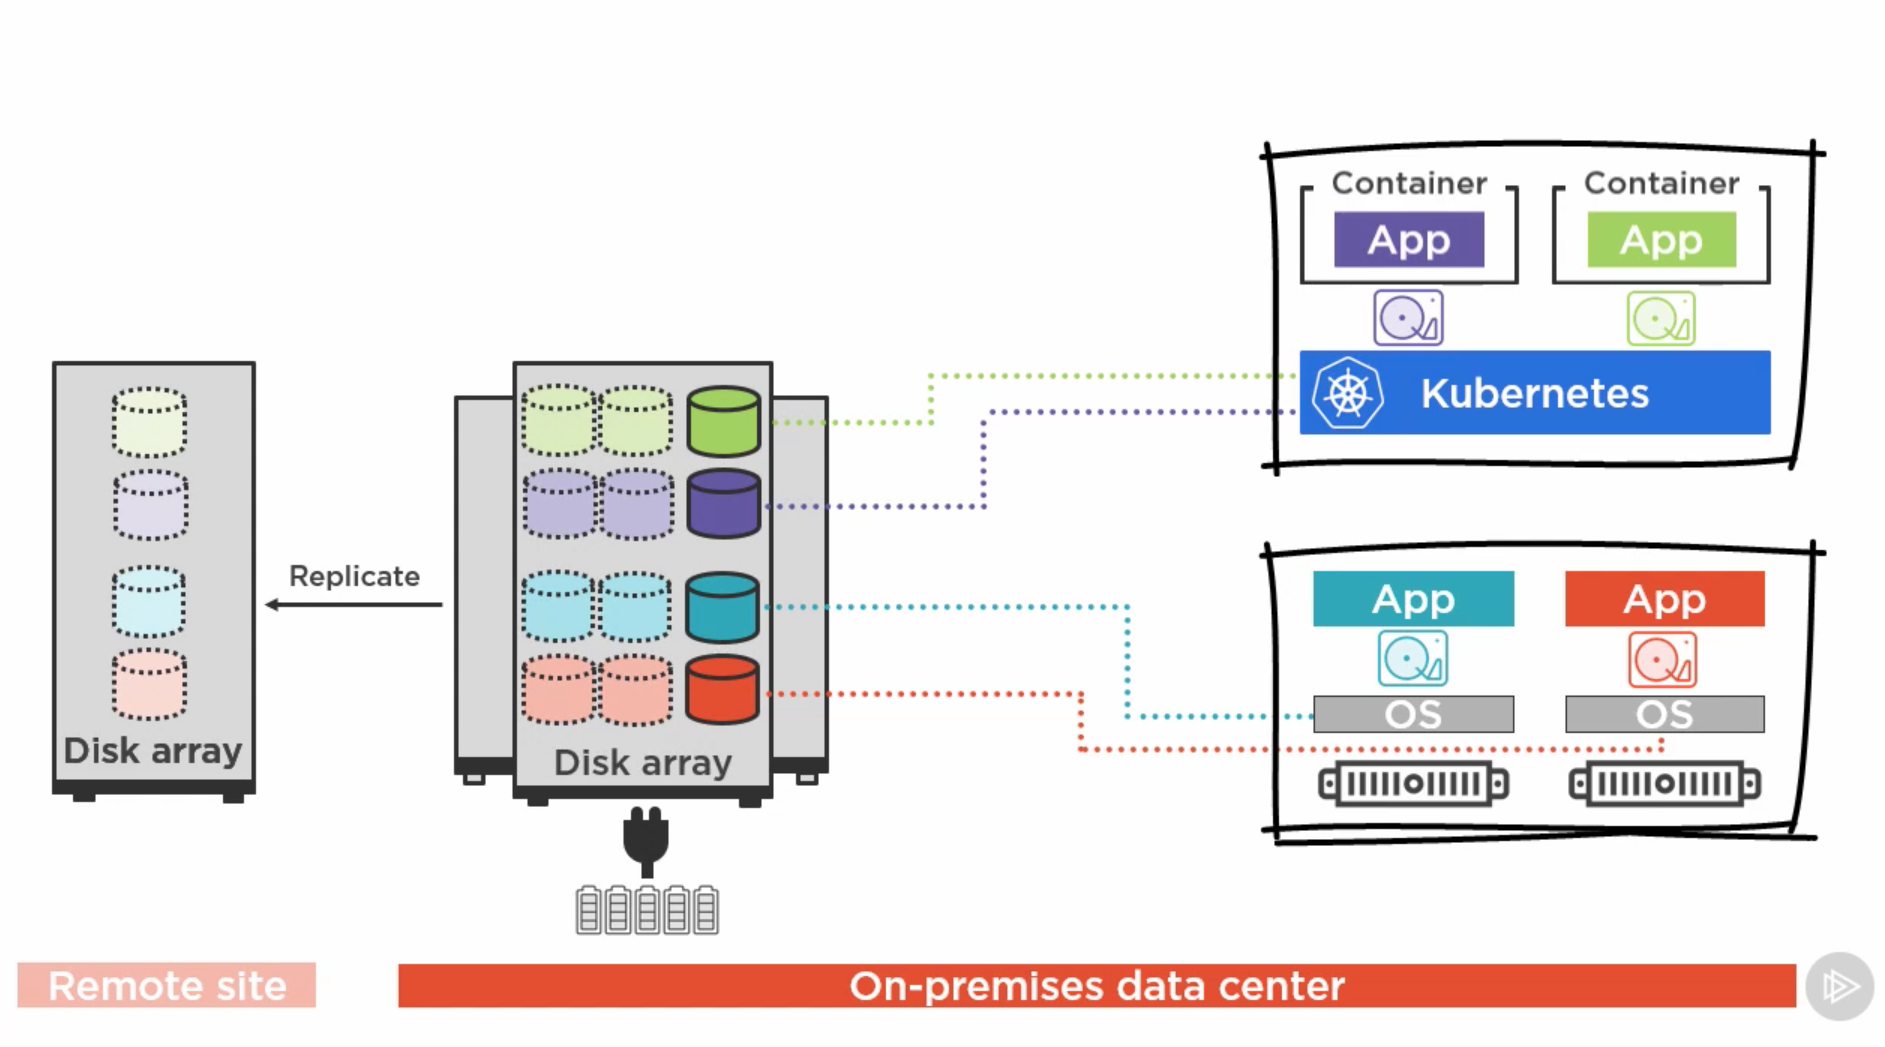 Container
Container
App
App
Kubernetes
Replicate
App
App
OS
OS
Disk array
Disk array
Remote site
On-premises data center